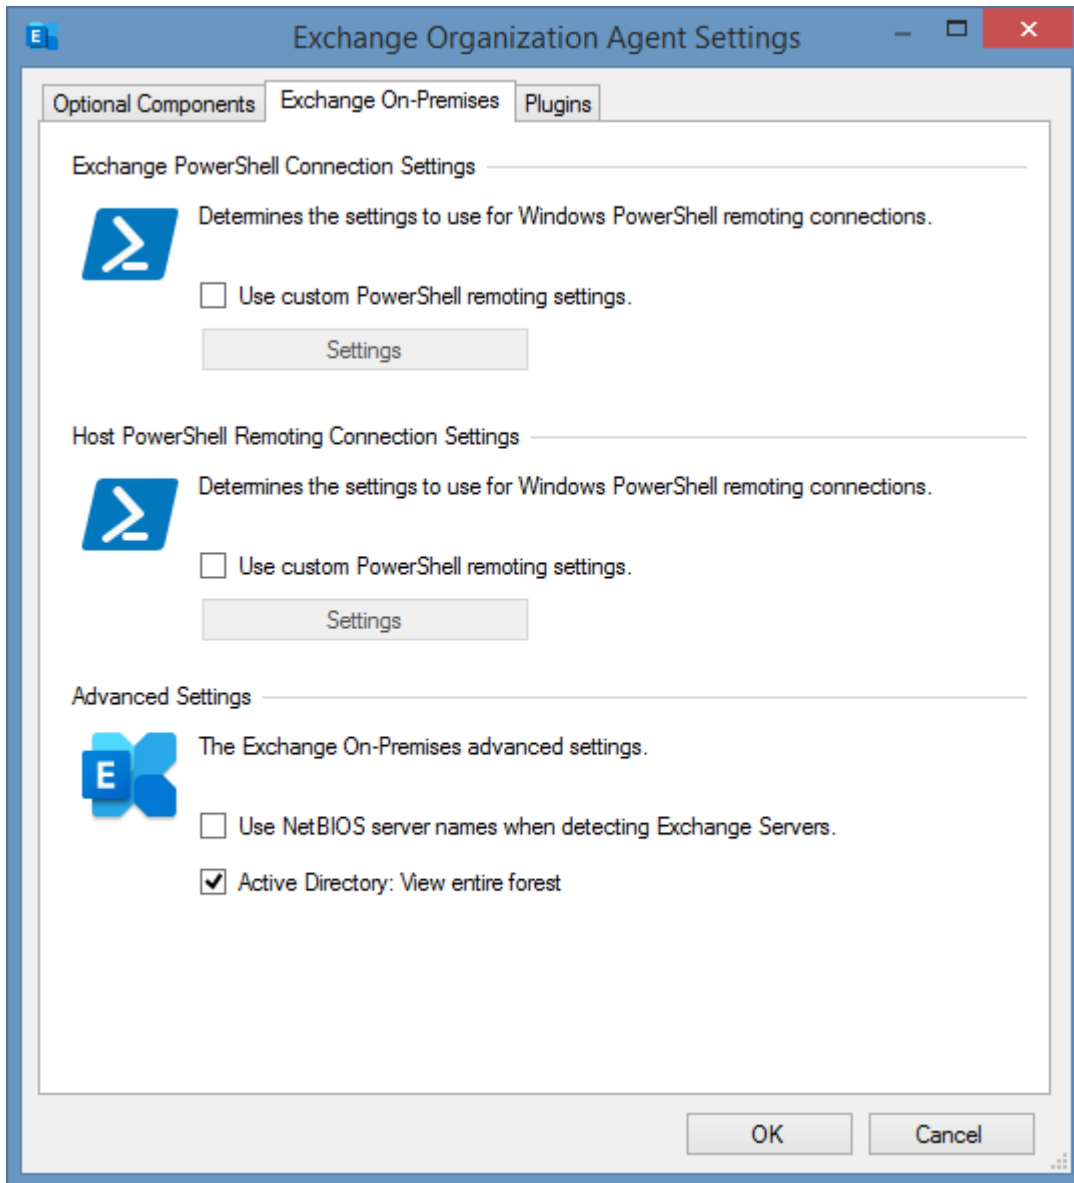 E
Exchange Organization Agent Settings
Optional Components
Exchange On-Premises
Plugins
Exchange PowerShell Connection Settings
Determines the settings to use for Windows PowerShell remoting connections.
Use custom PowerShell remoting settings.
Settings
Host PowerShell Remoting Connection Settings
Determines the settings to use for Windows PowerShell remoting connections.
Use custom PowerShell remoting settings.
Settings
Advanced Settings
E
The Exchange On-Premises advanced settings.
Use NetBIOS server names when detecting Exchange Servers.
Active Directory: View entire forest
OK
Cancel